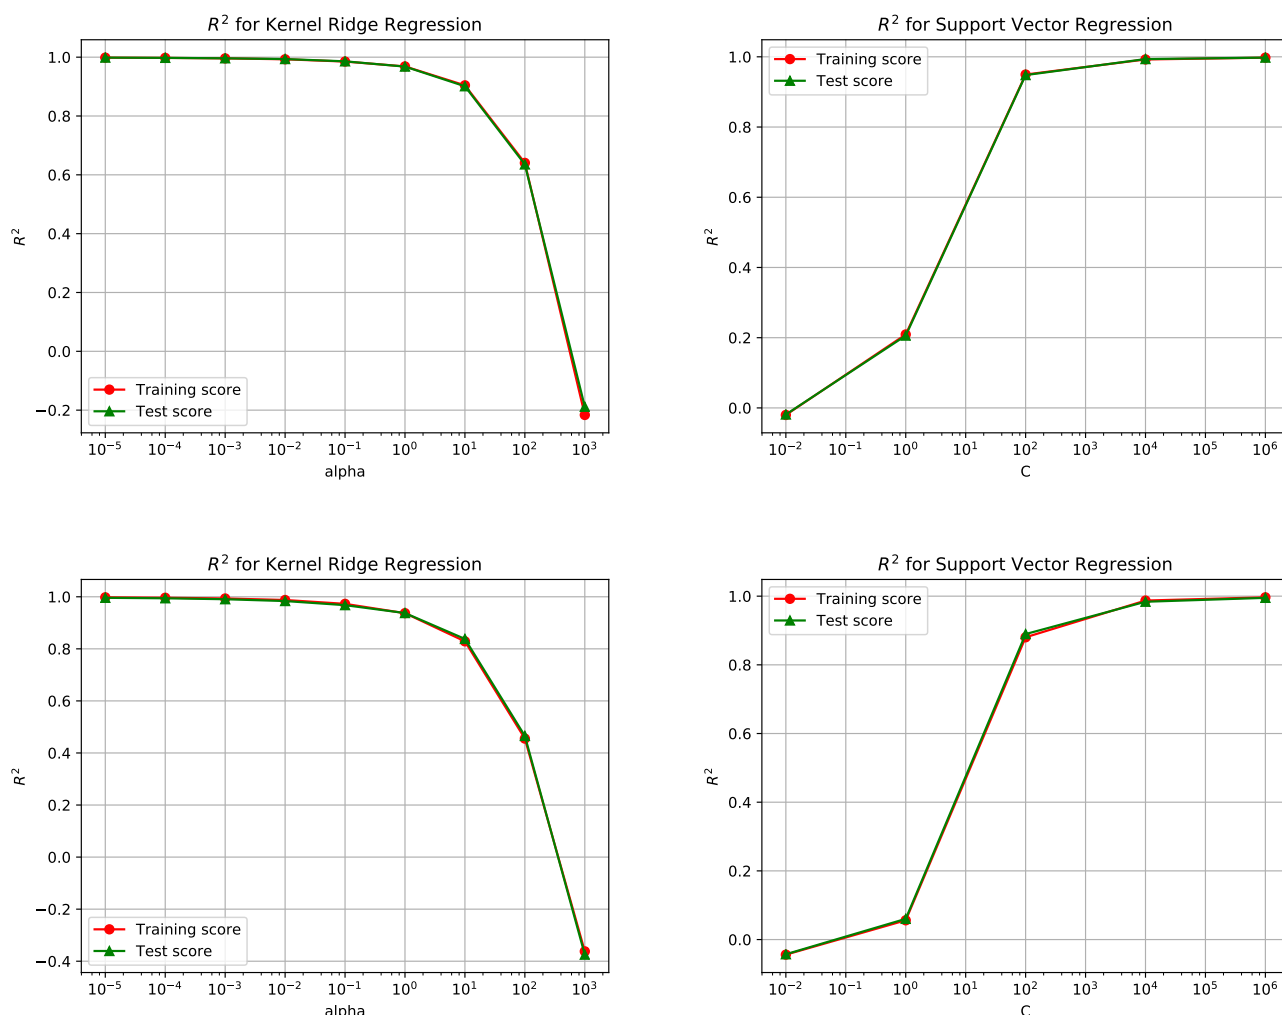 R² for Kernel Ridge Regression
1.0
0.8
0.6
0.4
0.2
0.0
−0.2
R²
Training score
Test score
10⁻⁵ 10⁻⁴ 10⁻³ 10⁻² 10⁻¹ 10⁰ 10¹ 10² 10³
alpha
R² for Support Vector Regression
Training score
Test score
1.0
0.8
0.6
0.4
0.2
0.0
R²
10⁻² 10⁻¹ 10⁰ 10¹ 10² 10³ 10⁴ 10⁵ 10⁶
C
R² for Kernel Ridge Regression
1.0
0.8
0.6
0.4
0.2
0.0
−0.2
−0.4
R²
Training score
Test score
10⁻⁵ 10⁻⁴ 10⁻³ 10⁻² 10⁻¹ 10⁰ 10¹ 10² 10³
alpha
R² for Support Vector Regression
Training score
Test score
1.0
0.8
0.6
0.4
0.2
0.0
R²
10⁻² 10⁻¹ 10⁰ 10¹ 10² 10³ 10⁴ 10⁵ 10⁶
C